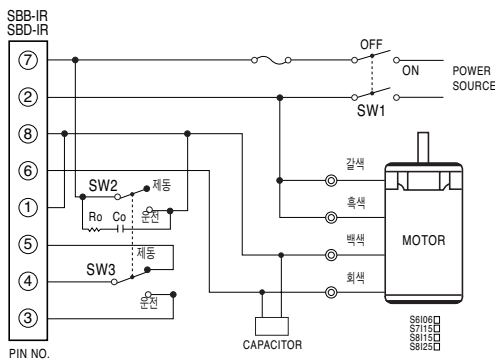 SBB-IR
SBD-IR
7
OFF
ON
POWER
SOURCE
2
SW1
8
갈색
6
SW2
제동
1
Ro
Co
운전
흑색
MOTOR
5
제동
백색
4
SW3
회색
3
운전
CAPACITOR
S6I06□
S7I15□
S8I15□
S8I25□
PIN NO.